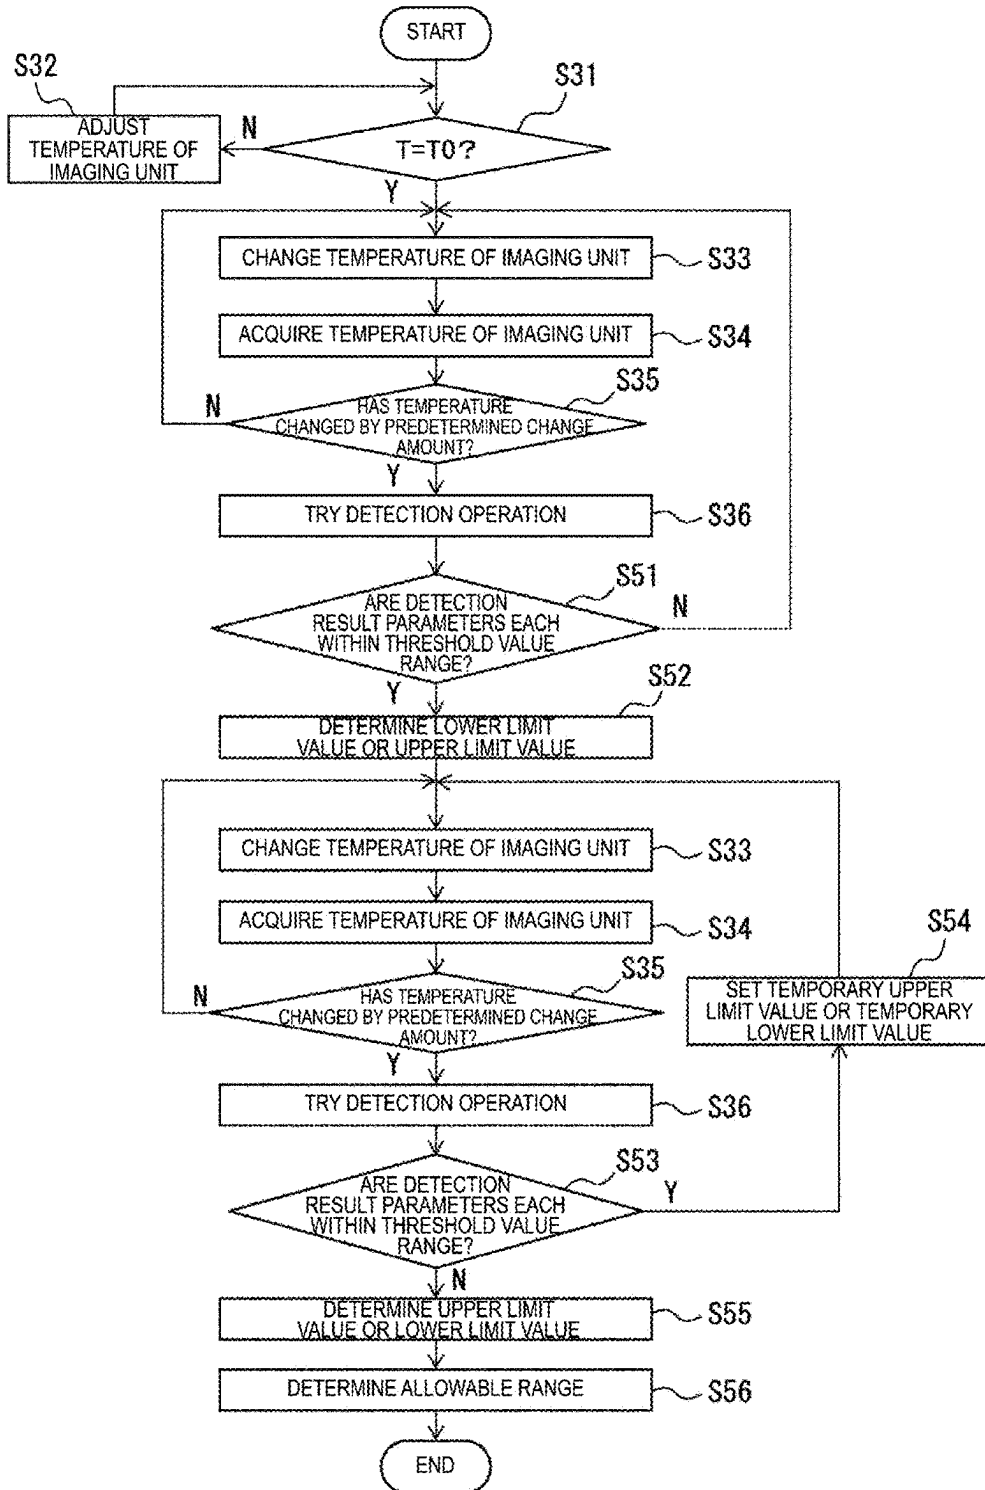 START
S32
S31
ADJUST
TEMPERATURE OF
IMAGING UNIT
N
T=T0?
Y
CHANGE TEMPERATURE OF IMAGING UNIT
S33
ACQUIRE TEMPERATURE OF IMAGING UNIT
S34
S35
N
HAS TEMPERATURE
CHANGED BY PREDETERMINED CHANGE
AMOUNT?
Y
TRY DETECTION OPERATION
S36
S51
ARE DETECTION
RESULT PARAMETERS EACH
WITHIN THRESHOLD VALUE
RANGE?
N
Y
S52
DETERMINE LOWER LIMIT
VALUE OR UPPER LIMIT VALUE
CHANGE TEMPERATURE OF IMAGING UNIT
S33
ACQUIRE TEMPERATURE OF IMAGING UNIT
S34
S54
S35
N
HAS TEMPERATURE
CHANGED BY PREDETERMINED CHANGE
AMOUNT?
SET TEMPORARY UPPER
LIMIT VALUE OR TEMPORARY
LOWER LIMIT VALUE
Y
TRY DETECTION OPERATION
S36
S53
ARE DETECTION
RESULT PARAMETERS EACH
WITHIN THRESHOLD VALUE
RANGE?
Y
N
DETERMINE UPPER LIMIT
VALUE OR LOWER LIMIT VALUE
S55
DETERMINE ALLOWABLE RANGE
S56
END